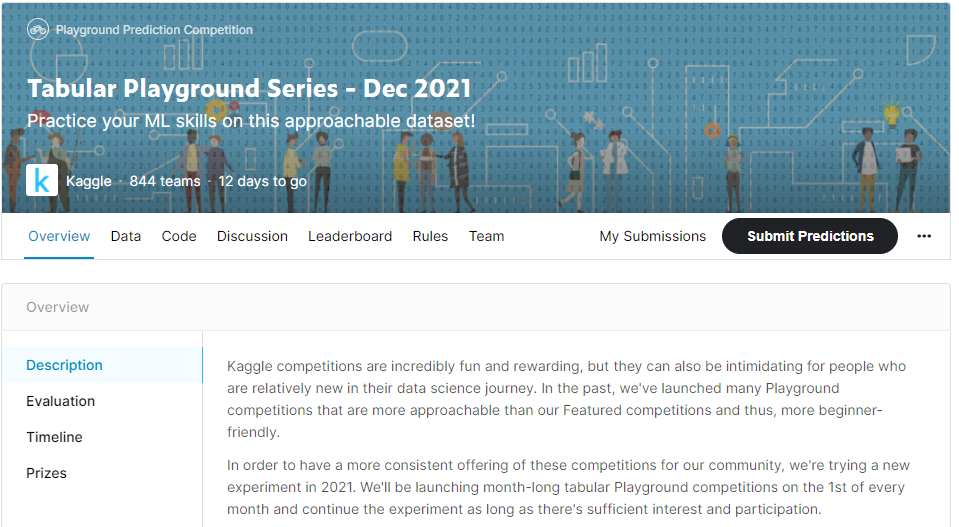 Playground Prediction Competition
Tabular Playground Series - Dec 2021
Practice your ML skills on this approachable dataset!
k Kaggle · 844 teams · 12 days to go
Overview Data Code Discussion Leaderboard Rules Team My Submissions Submit Predictions •••
Overview
Description
Evaluation
Timeline
Prizes
Kaggle competitions are incredibly fun and rewarding, but they can also be intimidating for people who
are relatively new in their data science journey. In the past, we've launched many Playground
competitions that are more approachable than our Featured competitions and thus, more beginner-
friendly.
In order to have a more consistent offering of these competitions for our community, we're trying a new
experiment in 2021. We'll be launching month-long tabular Playground competitions on the 1st of every
month and continue the experiment as long as there's sufficient interest and participation.